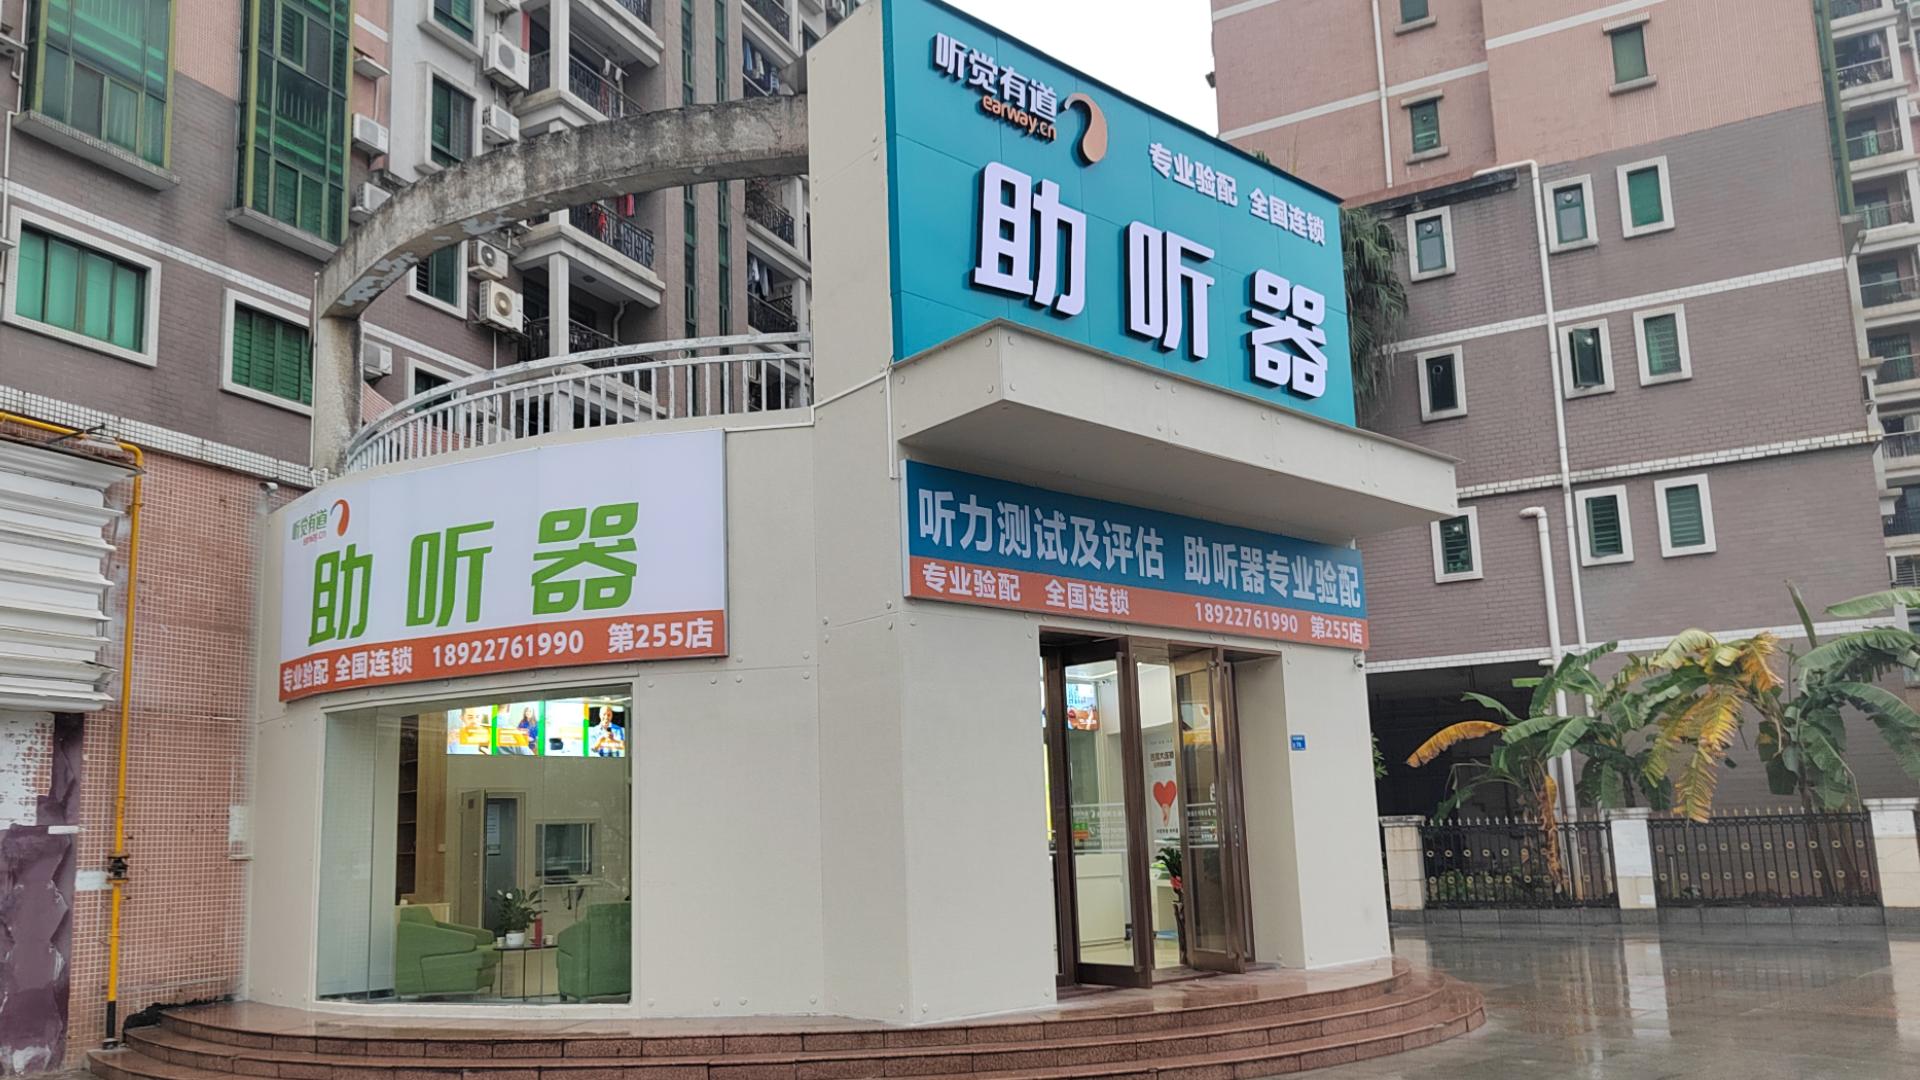 听觉有道
earway.cn
专业验配 全国连锁
助听器
听力测试及评估 助听器专业验配
专业验配 全国连锁 18922761990 第255店
听觉有道
earway.cn
助听器
专业验配 全国连锁 18922761990 第255店